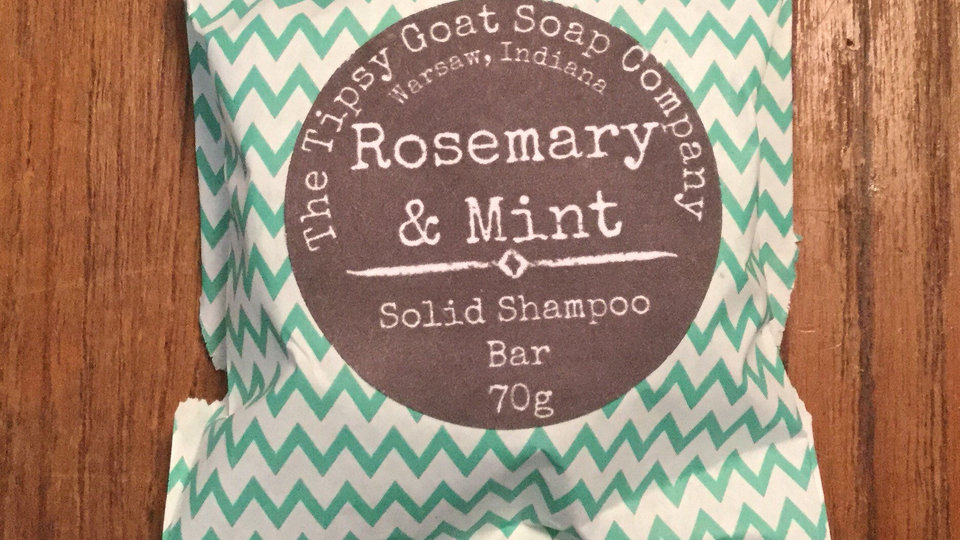 The Tipsy Goat Soap Company
Warsaw, Indiana
Rosemary
& Mint
Solid Shampoo
Bar
70g